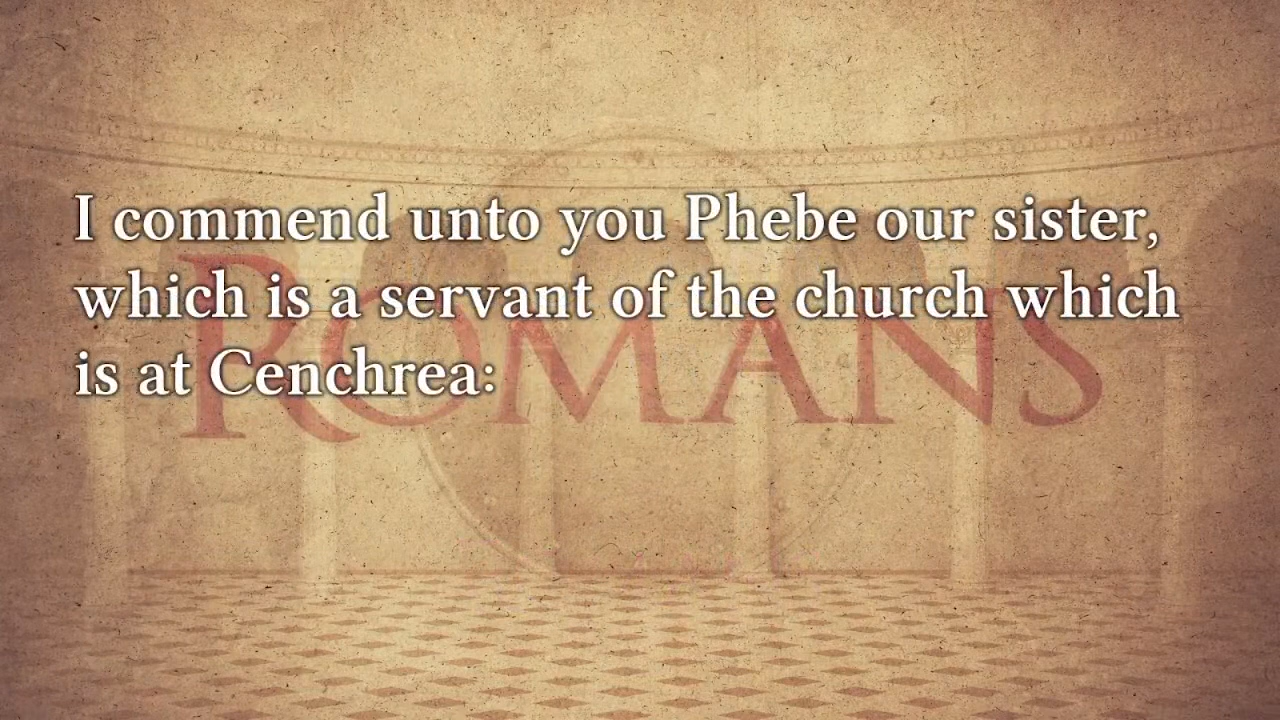 I commend unto you Phebe our sister,
which is a servant of the church which
is at Cenchrea:
ROMANS